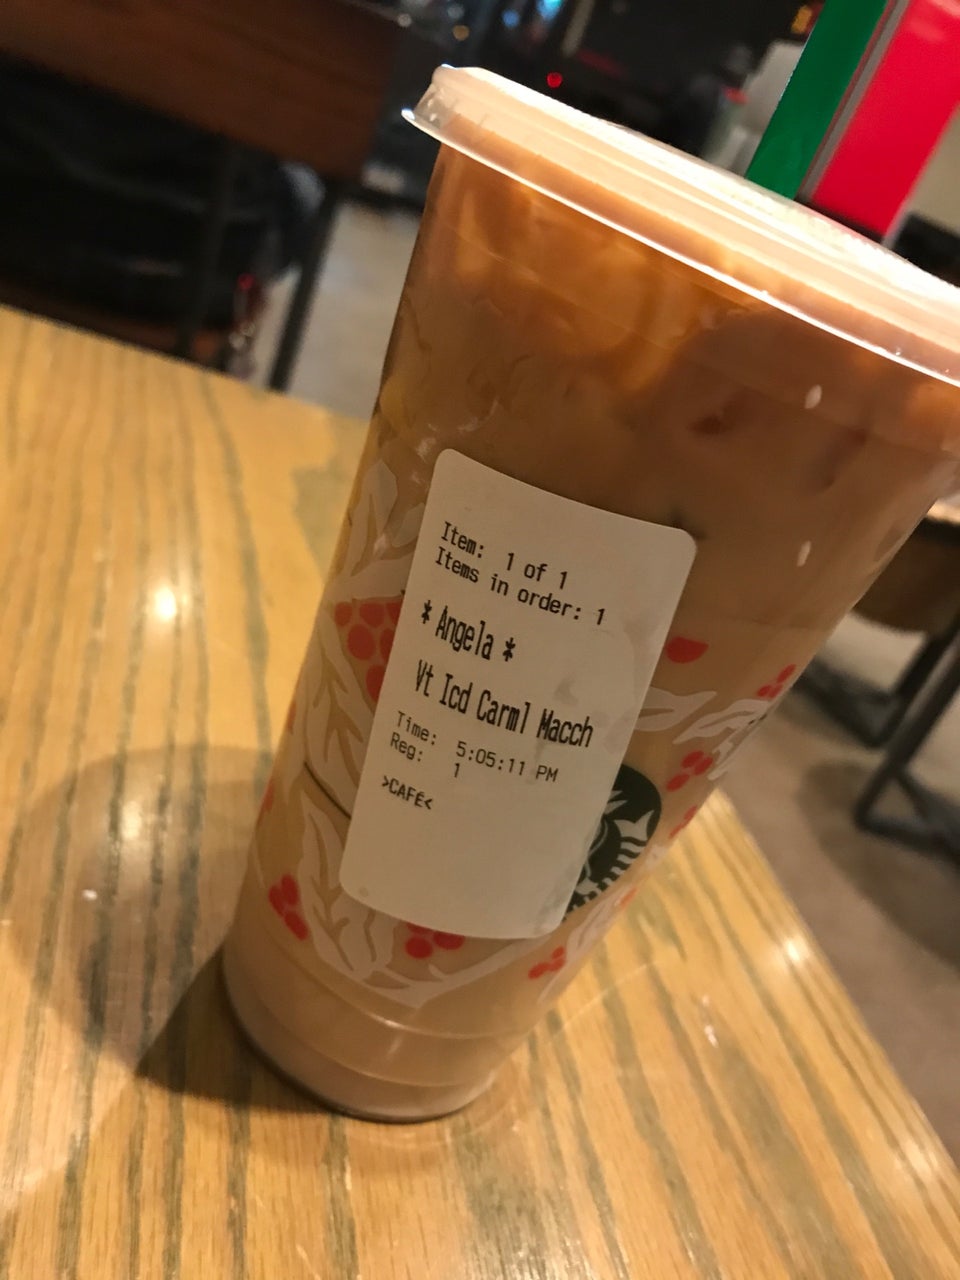 Item: 1 of 1
Items in order: 1
* Angela *
Vt Icd Carml Macch
Time: 5:05:11 PM
Reg: 1
>CAFÉ<